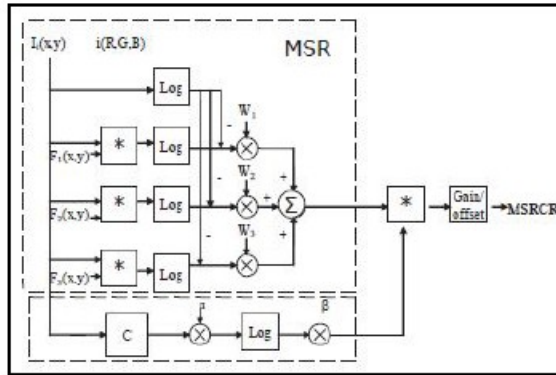 Iᵢ(x,y) i(R,G,B) MSR
Log
W₁
-
* Log ×
F₁(x,y)
+
W₂
-
* Log × + Σ * Gain/offset MSRCR
F₂(x,y)
+
W₃
-
* Log ×
F₃(x,y)
β
C × Log ×